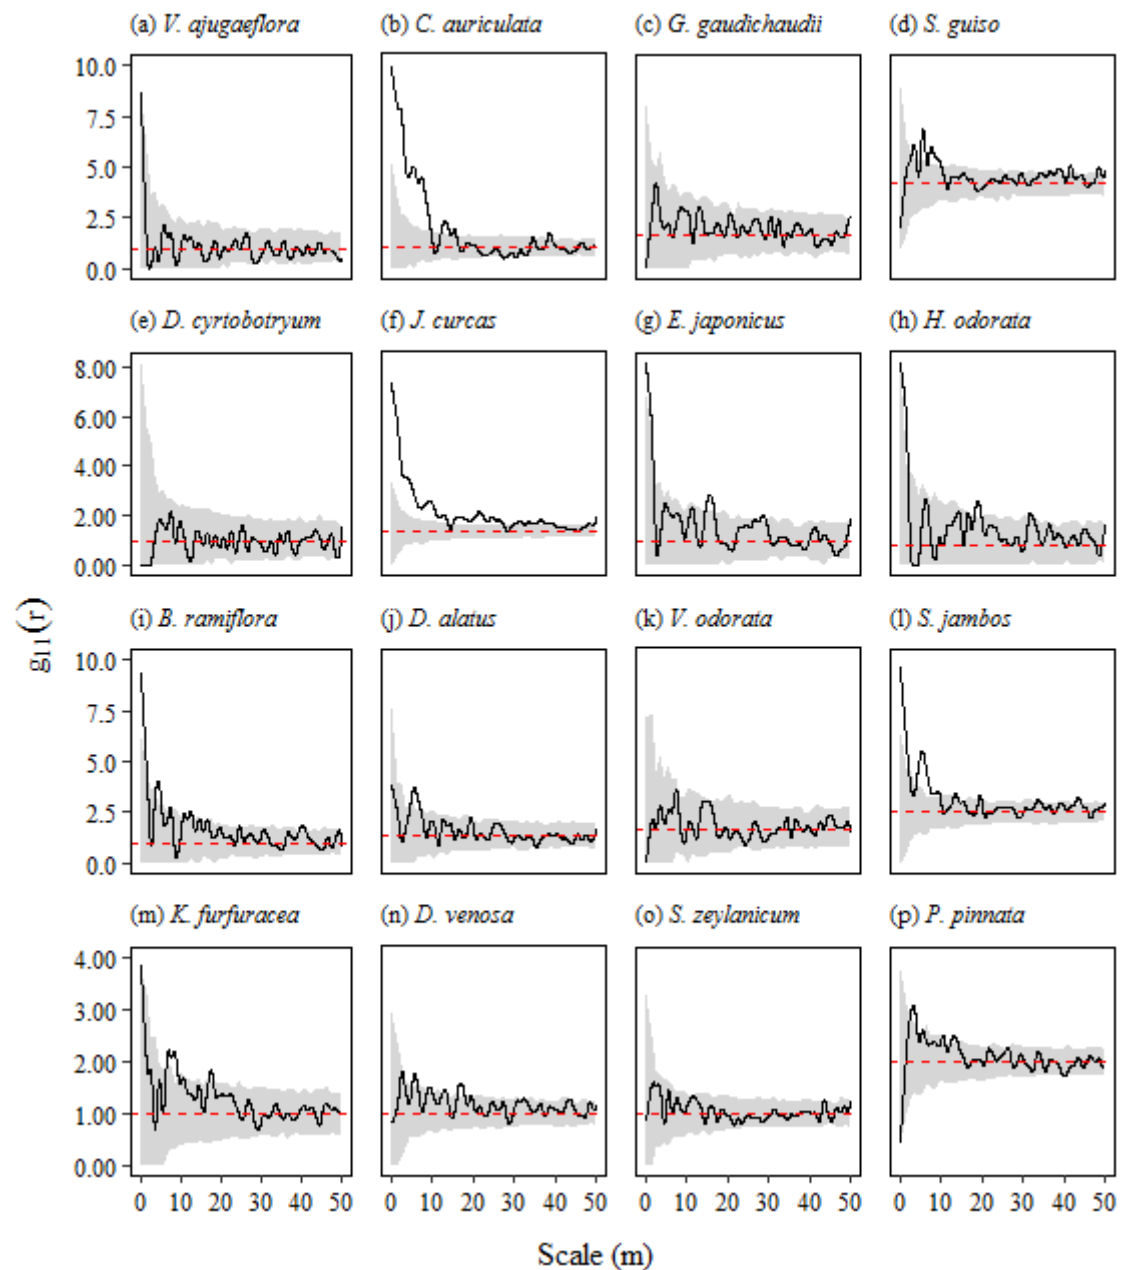 (a) V. ajugaeflora (b) C. auriculata (c) G. gaudichaudii (d) S. guiso
10.0
7.5
5.0
2.5
0.0
(e) D. cyrtobotryum (f) J. curcas (g) E. japonicus (h) H. odorata
8.00
6.00
4.00
2.00
0.00
g11(r)
(i) B. ramiflora (j) D. alatus (k) V. odorata (l) S. jambos
10.0
7.5
5.0
2.5
0.0
(m) K. furfuracea (n) D. venosa (o) S. zeylanicum (p) P. pinnata
4.00
3.00
2.00
1.00
0.00
0 10 20 30 40 50 0 10 20 30 40 50 0 10 20 30 40 50 0 10 20 30 40 50
Scale (m)